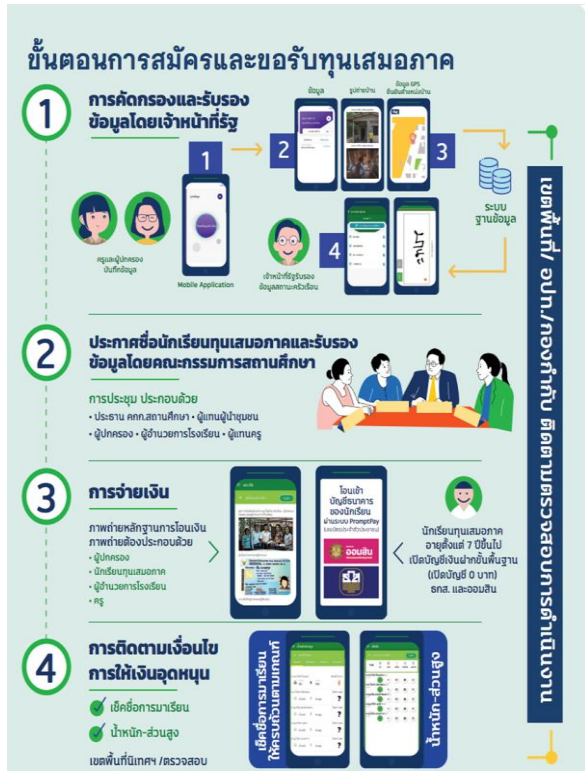 ขั้นตอนการสมัครและขอรับทุนเสมอภาค
1
การคัดกรองและรับรอง
ข้อมูลโดยเจ้าหน้าที่รัฐ
ครูและผู้ปกครอง
บันทึกข้อมูล
1
Mobile Application
2
ข้อมูล
รูปถ่ายบ้าน
ข้อมูล GPS
ยืนยันตำแหน่งบ้าน
3
ระบบ
ฐานข้อมูล
4
เจ้าหน้าที่รัฐรับรอง
ข้อมูลสถานะครัวเรือน
2
ประกาศชื่อนักเรียนทุนเสมอภาคและรับรอง
ข้อมูลโดยคณะกรรมการสถานศึกษา
การประชุม ประกอบด้วย
• ประธาน คกก.สถานศึกษา • ผู้แทนผู้นำชุมชน
• ผู้ปกครอง • ผู้อำนวยการโรงเรียน • ผู้แทนครู
3
การจ่ายเงิน
ภาพถ่ายหลักฐานการโอนเงิน
ภาพถ่ายต้องประกอบด้วย
• ผู้ปกครอง
• นักเรียนทุนเสมอภาค
• ผู้อำนวยการโรงเรียน
• ครู
โอนเข้า
บัญชีธนาคาร
ของนักเรียน
ผ่านระบบ PromptPay
ออมสิน
นักเรียนทุนเสมอภาค
อายุตั้งแต่ 7 ปีขึ้นไป
เปิดบัญชีเงินฝากขั้นพื้นฐาน
(เปิดบัญชี 0 บาท)
ธกส. และออมสิน
4
การติดตามเงื่อนไข
การให้เงินอุดหนุน
เช็คชื่อการมาเรียน
น้ำหนัก-ส่วนสูง
เขตพื้นที่นิเทศฯ /ตรวจสอบ
เช็คชื่อการมาเรียน
ให้ครบถ้วนตามเกณฑ์
น้ำหนัก-ส่วนสูง
เขตพื้นที่/ อปท./กองกำกับ ติดตามตรวจสอบการดำเนินงาน